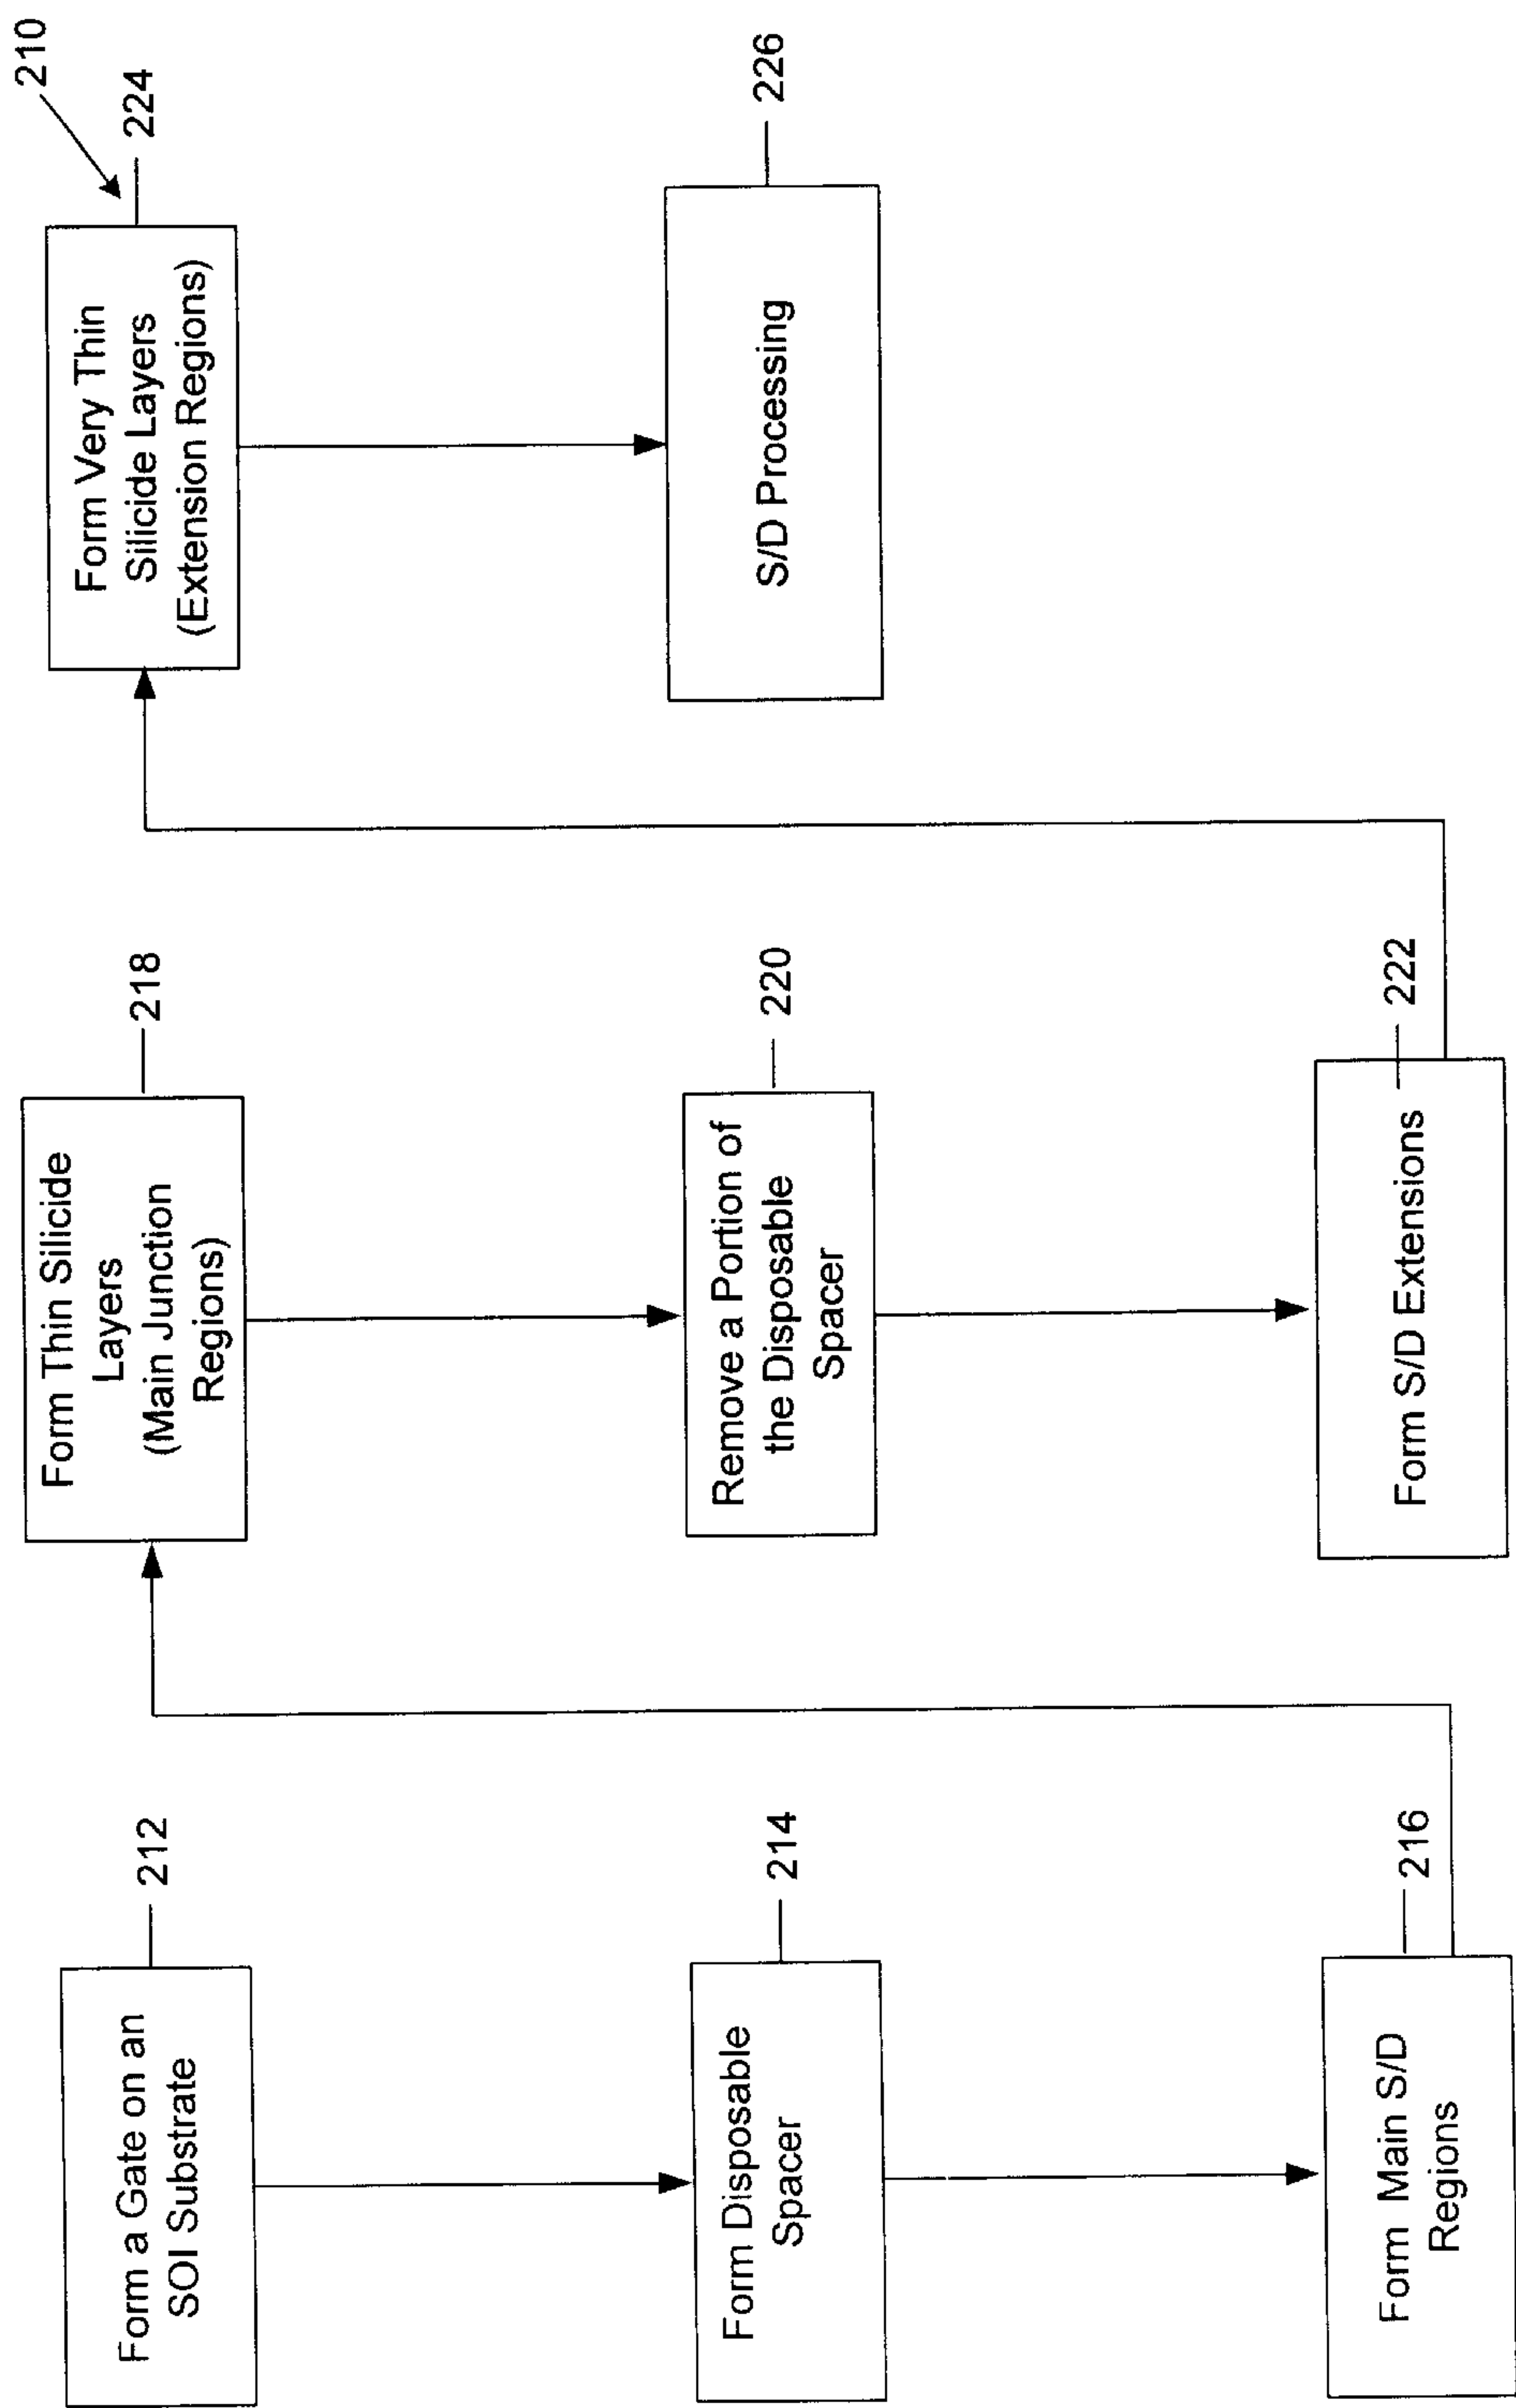 210
Form a Gate on an
SOI Substrate
212
Form Disposable
Spacer
214
Form Main S/D
Regions
216
Form Thin Silicide
Layers
(Main Junction
Regions)
218
Remove a Portion of
the Disposable
Spacer
220
Form S/D Extensions
222
Form Very Thin
Silicide Layers
(Extension Regions)
224
S/D Processing
226